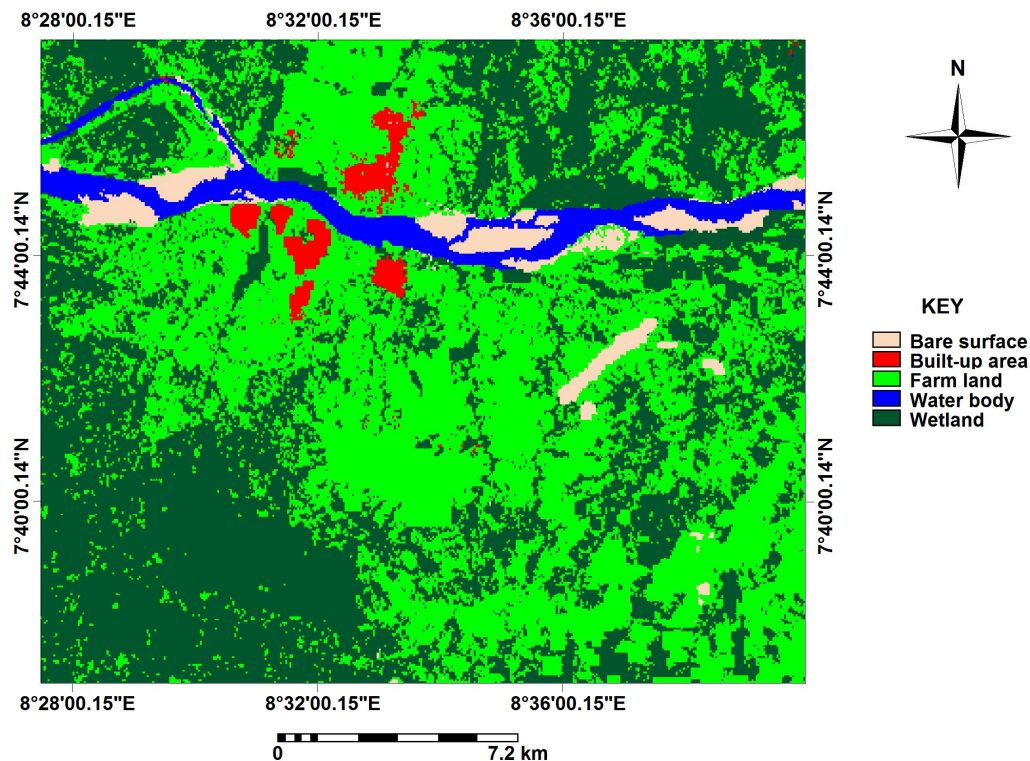 8°28'00.15"E 8°32'00.15"E 8°36'00.15"E
N
7°44'00.14"N 7°44'00.14"N
KEY
Bare surface
Built-up area
Farm land
Water body
Wetland
7°40'00.14"N 7°40'00.14"N
8°28'00.15"E 8°32'00.15"E 8°36'00.15"E
0 7.2 km